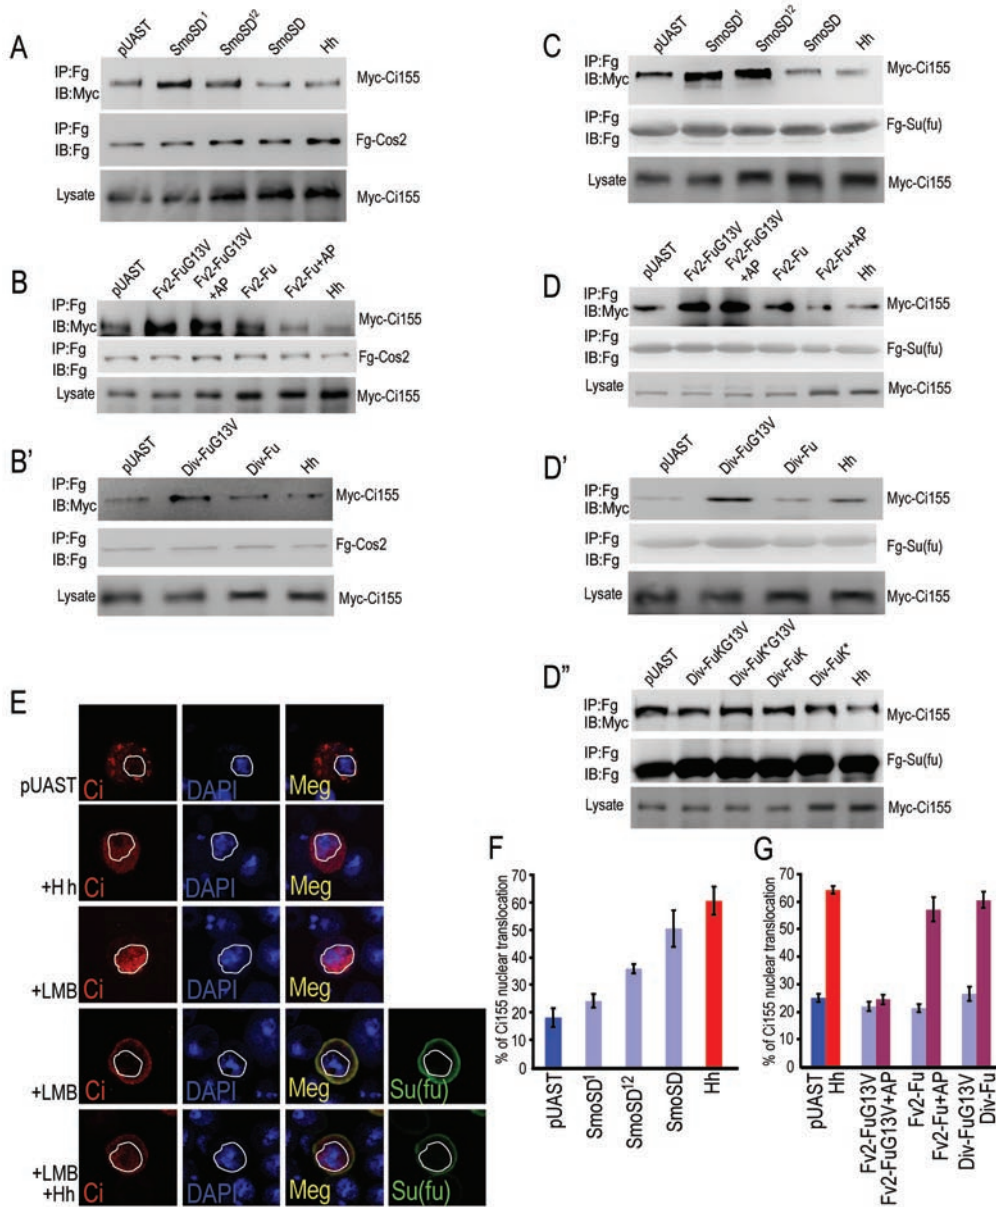 A
pUAST SmoSD1 SmoSD12 SmoSD Hh
IP:Fg
IB:Myc
Myc-Ci155
IP:Fg
IB:Fg
Fg-Cos2
Lysate
Myc-Ci155
B
pUAST Fv2-FuG13V Fv2-FuG13V +AP Fv2-Fu Fv2-Fu+AP Hh
IP:Fg
IB:Myc
Myc-Ci155
IP:Fg
IB:Fg
Fg-Cos2
Lysate
Myc-Ci155
B'
pUAST Div-FuG13V Div-Fu Hh
IP:Fg
IB:Myc
Myc-Ci155
IP:Fg
IB:Fg
Fg-Cos2
Lysate
Myc-Ci155
C
pUAST SmoSD1 SmoSD12 SmoSD Hh
IP:Fg
IB:Myc
Myc-Ci155
IP:Fg
IB:Fg
Fg-Su(fu)
Lysate
Myc-Ci155
D
pUAST Fv2-FuG13V Fv2-FuG13V +AP Fv2-Fu Fv2-Fu+AP Hh
IP:Fg
IB:Myc
Myc-Ci155
IP:Fg
IB:Fg
Fg-Su(fu)
Lysate
Myc-Ci155
D'
pUAST Div-FuG13V Div-Fu Hh
IP:Fg
IB:Myc
Myc-Ci155
IP:Fg
IB:Fg
Fg-Su(fu)
Lysate
Myc-Ci155
D"
pUAST Div-FuKG13V Div-FuK*G13V Div-FuK Div-FuK* Hh
IP:Fg
IB:Myc
Myc-Ci155
IP:Fg
IB:Fg
Fg-Su(fu)
Lysate
Myc-Ci155
E
pUAST
Ci DAPI Meg
+Hh
Ci DAPI Meg
+LMB
Ci DAPI Meg
+LMB
Ci DAPI Meg Su(fu)
+LMB
+Hh
Ci DAPI Meg Su(fu)
F
% of Ci155 nuclear translocation
70
60
50
40
30
20
10
0
pUAST SmoSD1 SmoSD12 SmoSD Hh
G
% of Ci155 nuclear translocation
70
60
50
40
30
20
10
0
pUAST Hh Fv2-FuG13V Fv2-FuG13V+AP Fv2-Fu Fv2-Fu+AP Div-FuG13V Div-Fu